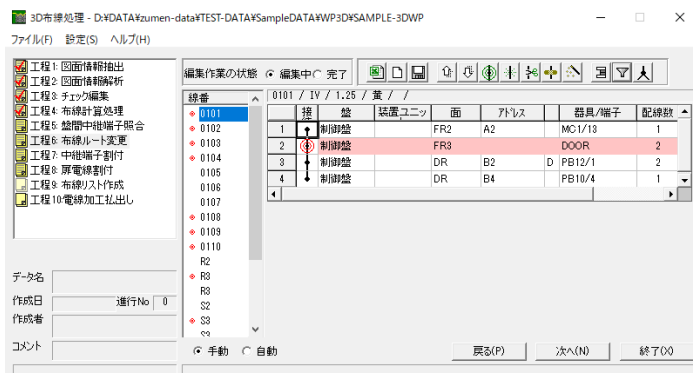 3D布線処理 - D:¥DATA¥zumen-data¥TEST-DATA¥SampleDATA¥WP3D¥SAMPLE-3DWP
ファイル(F) 設定(S) ヘルプ(H)
工程1: 図面情報抽出
工程2: 図面情報解析
工程3: チェック編集
工程4: 布線計算処理
工程5: 盤間中継端子照合
工程6: 布線ルート変更
工程7: 中継端子割付
工程8: 扉電線割付
工程9: 布線リスト作成
工程10:電線加工払出し
データ名
作成日 進行No 0
作成者
コメント
編集作業の状態 編集中 完了
線番
0101
0102
0103
0104
0105
0106
0107
0108
0109
0110
R2
R3
R3
S2
S3
手動 自動
0101 / IV / 1.25 / 黄 / /
接 盤 装置ユニッ 面 アドレス 器具/端子 配線数
1 制御盤 FR2 A2 MC1/13 1
2 制御盤 FR3 DOOR 2
3 制御盤 DR B2 D PB12/1 2
4 制御盤 DR B4 PB10/4 1
戻る(P) 次へ(N) 終了(X)